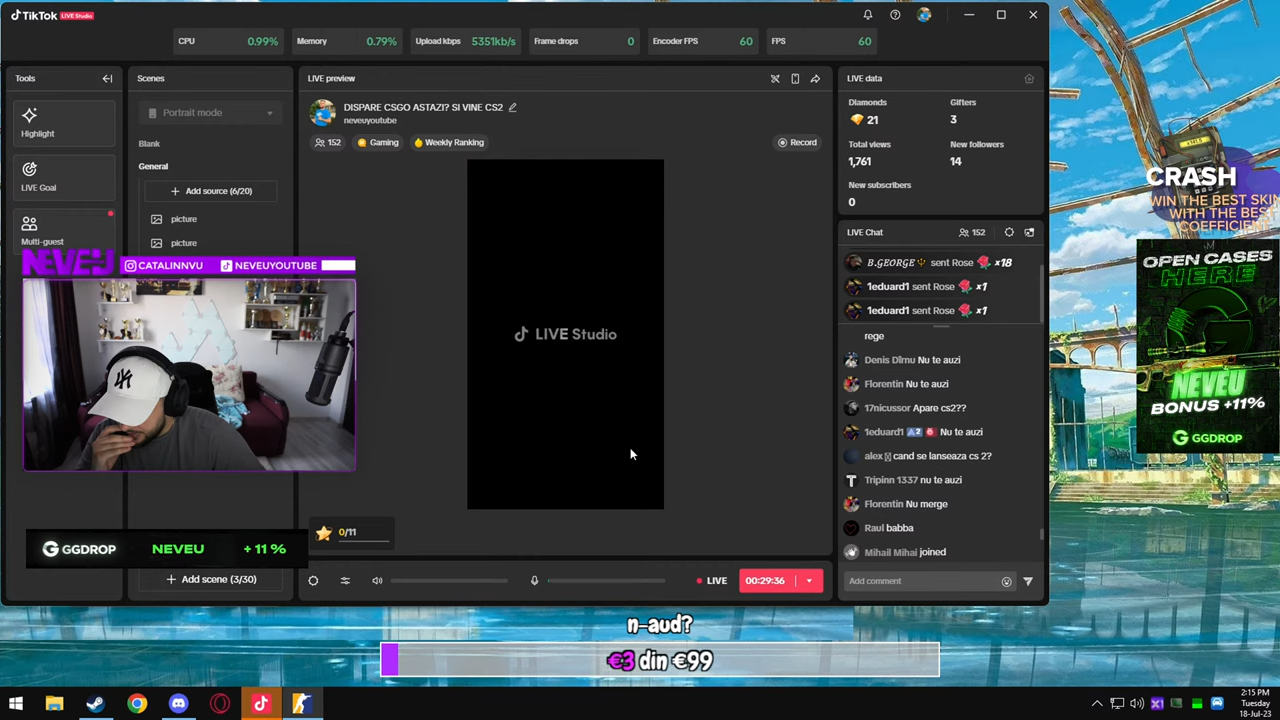 TikTok LIVE Studio
CPU 0.99%
Memory 0.79%
Upload kbps 5351kb/s
Frame drops 0
Encoder FPS 60
FPS 60
Tools
Highlight
LIVE Goal
Multi-guest
Scenes
Portrait mode
Blank
General
Add source (6/20)
picture
picture
Add scene (3/30)
LIVE preview
DISPARE CSGO ASTAZI? SI VINE CS2
neveuyoutube
152
Gaming
Weekly Ranking
Record
LIVE Studio
0/11
LIVE
00:29:36
LIVE data
Diamonds
21
Gifters
3
Total views
1,761
New followers
14
New subscribers
0
LIVE Chat
152
B.GEORGE sent Rose x18
1eduard1 sent Rose x1
1eduard1 sent Rose x1
rege
Denis Dîrnu Nu te auzi
Florentin Nu te auzi
17nicussor Apare cs2??
1eduard1 2 Nu te auzi
alex cand se lanseaza cs 2?
Tripinn 1337 nu te auzi
Florentin Nu merge
Raul babba
Mihail Mihai joined
Add comment
NEVEU
CATALINNVU
NEVEUYOUTUBE
GGDROP NEVEU + 11 %
n-aud?
€3 din €99
CRASH
WIN THE BEST SKIN
WITH THE BEST
COEFFICIENT
OPEN CASES
HERE
NEVEU
BONUS +11%
GGDROP
2:15 PM
Tuesday
18-Jul-23